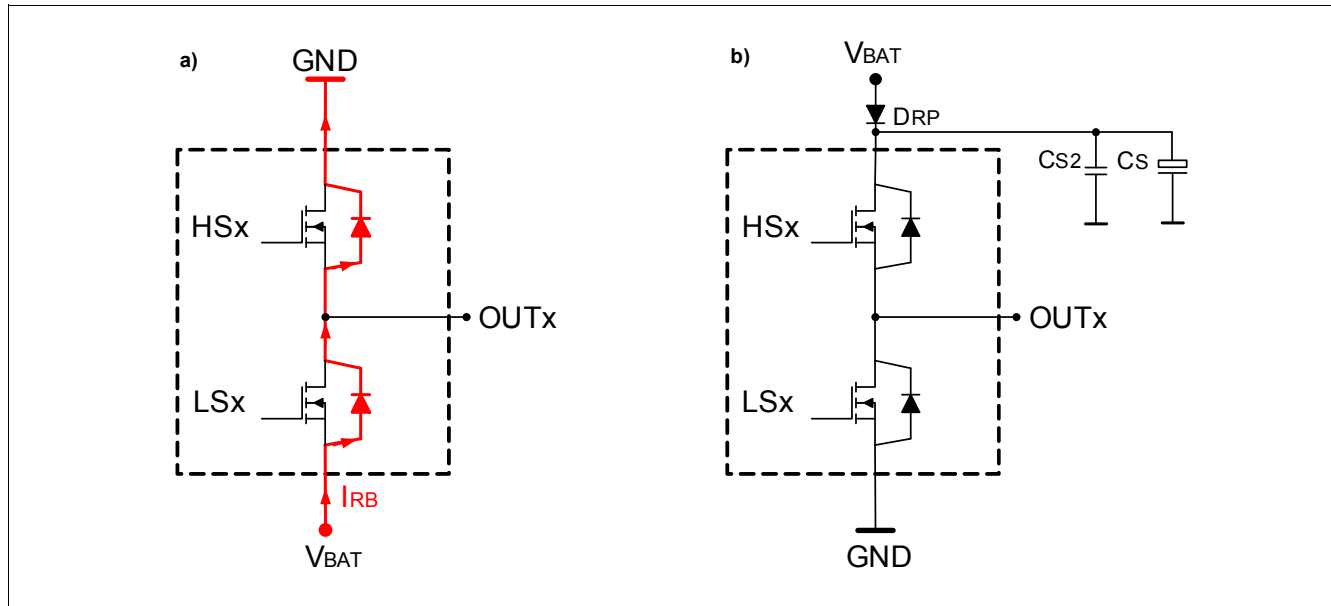 a)
GND
HSx
OUTx
LSx
IRB
VBAT
b)
VBAT
DRP
CS2
CS
HSx
OUTx
LSx
GND